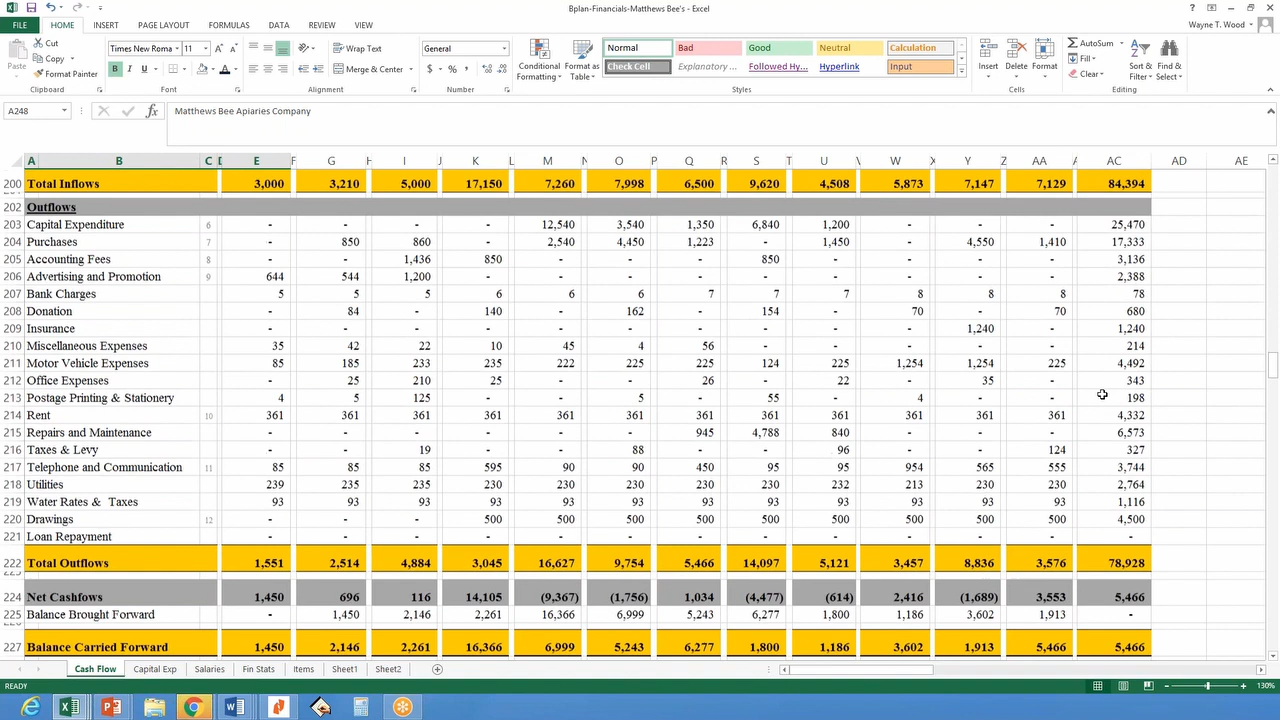 Bplan-Financials-Matthews Bee's - Excel
FILE HOME INSERT PAGE LAYOUT FORMULAS DATA REVIEW VIEW Wayne T. Wood
Paste Cut Copy Format Painter Clipboard
Times New Roma 11 B I U A A A Font
Wrap Text Merge & Center Alignment
General $ % , Number
Conditional Formatting Format as Table Normal Bad Good Neutral Calculation
Check Cell Explanatory ... Followed Hy... Hyperlink Input Styles
Insert Delete Format Cells
AutoSum Fill Clear Sort & Filter Find & Select Editing
A248 fx Matthews Bee Apiaries Company
A B C D E F G H I J K L M N O P Q R S T U V W X Y Z AA A AC AD AE
200 Total Inflows 3,000 3,210 5,000 17,150 7,260 7,998 6,500 9,620 4,508 5,873 7,147 7,129 84,394
202 Outflows
203 Capital Expenditure 6 - - - - 12,540 3,540 1,350 6,840 1,200 - - - 25,470
204 Purchases 7 - 850 860 - 2,540 4,450 1,223 - 1,450 - 4,550 1,410 17,333
205 Accounting Fees 8 - - 1,436 850 - - - 850 - - - - 3,136
206 Advertising and Promotion 9 644 544 1,200 - - - - - - - - - 2,388
207 Bank Charges 5 5 5 6 6 6 7 7 7 8 8 8 78
208 Donation - 84 - 140 - 162 - 154 - 70 - 70 680
209 Insurance - - - - - - - - - - 1,240 - 1,240
210 Miscellaneous Expenses 35 42 22 10 45 4 56 - - - - - 214
211 Motor Vehicle Expenses 85 185 233 235 222 225 225 124 225 1,254 1,254 225 4,492
212 Office Expenses - 25 210 25 - - 26 - 22 - 35 - 343
213 Postage Printing & Stationery 4 5 125 - - 5 - 55 - 4 - - 198
214 Rent 10 361 361 361 361 361 361 361 361 361 361 361 361 4,332
215 Repairs and Maintenance - - - - - - 945 4,788 840 - - - 6,573
216 Taxes & Levy - - 19 - - 88 - - 96 - - 124 327
217 Telephone and Communication 11 85 85 85 595 90 90 450 95 95 954 565 555 3,744
218 Utilities 239 235 235 230 230 230 230 230 232 213 230 230 2,764
219 Water Rates & Taxes 93 93 93 93 93 93 93 93 93 93 93 93 1,116
220 Drawings 12 - - - 500 500 500 500 500 500 500 500 500 4,500
221 Loan Repayment - - - - - - - - - - - - -
222 Total Outflows 1,551 2,514 4,884 3,045 16,627 9,754 5,466 14,097 5,121 3,457 8,836 3,576 78,928
224 Net Cashfows 1,450 696 116 14,105 (9,367) (1,756) 1,034 (4,477) (614) 2,416 (1,689) 3,553 5,466
225 Balance Brought Forward - 1,450 2,146 2,261 16,366 6,999 5,243 6,277 1,800 1,186 3,602 1,913 -
227 Balance Carried Forward 1,450 2,146 2,261 16,366 6,999 5,243 6,277 1,800 1,186 3,602 1,913 5,466 5,466
Cash Flow Capital Exp Salaries Fin Stats Items Sheet1 Sheet2
READY 130%